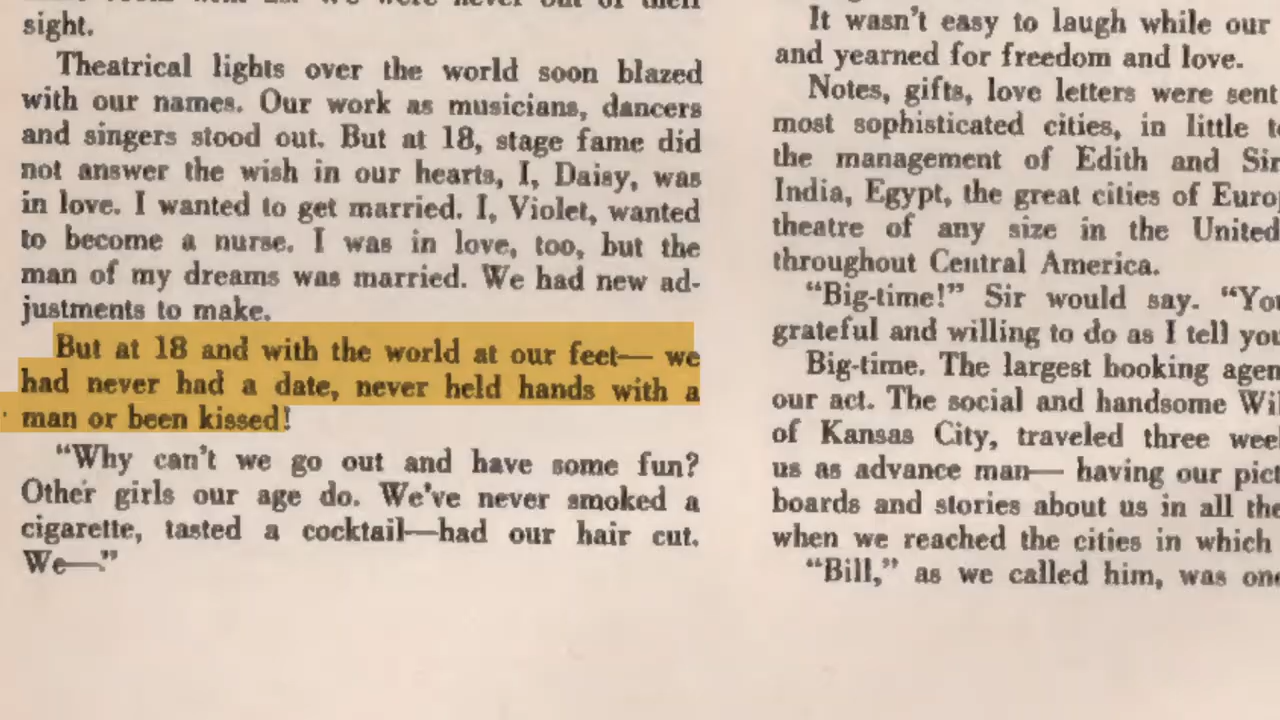 sight.
Theatrical lights over the world soon blazed
with our names. Our work as musicians, dancers
and singers stood out. But at 18, stage fame did
not answer the wish in our hearts, I, Daisy, was
in love. I wanted to get married. I, Violet, wanted
to become a nurse. I was in love, too, but the
man of my dreams was married. We had new ad-
justments to make.
But at 18 and with the world at our feet— we
had never had a date, never held hands with a
man or been kissed!
“Why can’t we go out and have some fun?
Other girls our age do. We’ve never smoked a
cigarette, tasted a cocktail—had our hair cut.
We—”
It wasn’t easy to laugh while our
and yearned for freedom and love.
Notes, gifts, love letters were sent
most sophisticated cities, in little
the management of Edith and Sir
India, Egypt, the great cities of
theatre of any size in the United
throughout Central America.
“Big-time!” Sir would say.
grateful and willing to do as I tell
Big-time. The largest booking
our act. The social and handsome
of Kansas City, traveled three
us as advance man— having our
boards and stories about us in all
when we reached the cities in which
“Bill,” as we called him, was